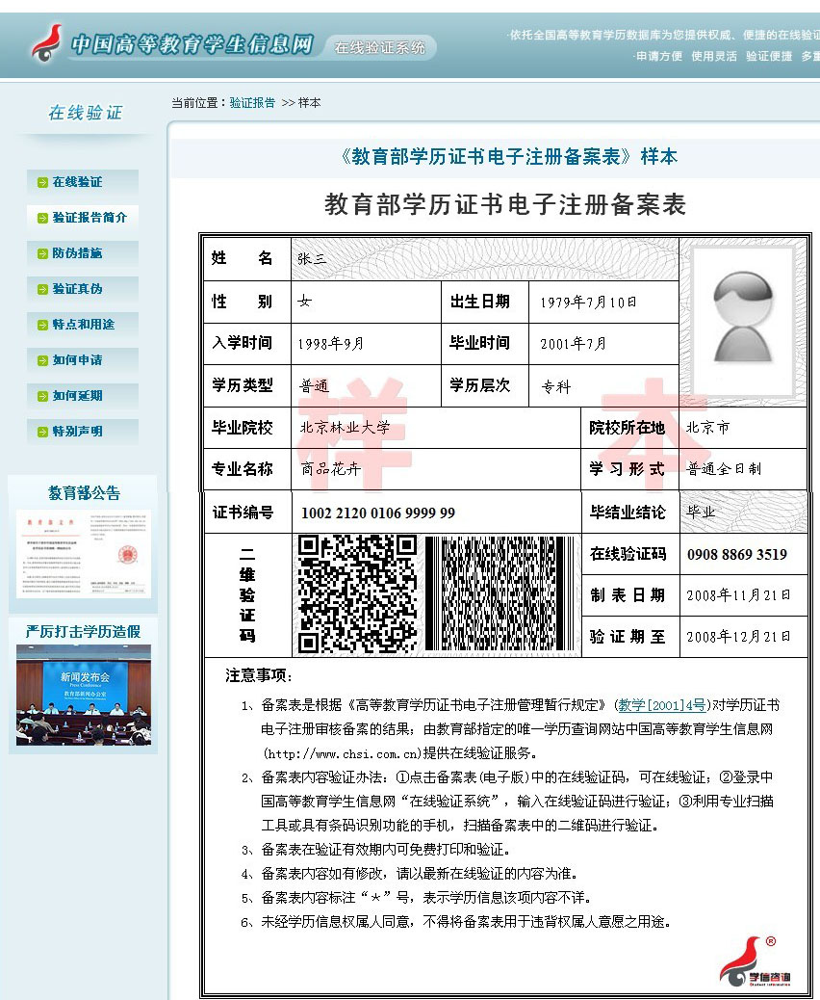 中国高等教育学生信息网 在线验证系统
·依托全国高等教育学历数据库为您提供权威、便捷的在线验证
·申请方便 使用灵活 验证便捷 多重
在线验证
当前位置：验证报告 >> 样本
在线验证
验证报告简介
防伪措施
验证真伪
特点和用途
如何申请
如何延期
特别声明
教育部公告
严厉打击学历造假
新闻发布会
Press Conference
教育部新闻办公室
《教育部学历证书电子注册备案表》样本
教育部学历证书电子注册备案表
姓 名 张三
性 别 女 出生日期 1979年7月10日
入学时间 1998年9月 毕业时间 2001年7月
学历类型 普通 学历层次 专科
样本
毕业院校 北京林业大学 院校所在地 北京市
专业名称 商品花卉 学习形式 普通全日制
证书编号 1002 2120 0106 9999 99 毕结业结论 毕业
二维验证码
在线验证码 0908 8869 3519
制表日期 2008年11月21日
验证期至 2008年12月21日
注意事项：
1、备案表是根据《高等教育学历证书电子注册管理暂行规定》(教学[2001]4号)对学历证书
电子注册审核备案的结果；由教育部指定的唯一学历查询网站中国高等教育学生信息网
(http://www.chsi.com.cn)提供在线验证服务。
2、备案表内容验证办法：①点击备案表(电子版)中的在线验证码，可在线验证；②登录中
国高等教育学生信息网“在线验证系统”，输入在线验证码进行验证；③利用专业扫描
工具或具有条码识别功能的手机，扫描备案表中的二维码进行验证。
3、备案表在验证有效期内可免费打印和验证。
4、备案表内容如有修改，请以最新在线验证的内容为准。
5、备案表内容标注“＊”号，表示学历信息该项内容不详。
6、未经学历信息权属人同意，不得将备案表用于违背权属人意愿之用途。
®
学信咨询
Student Information